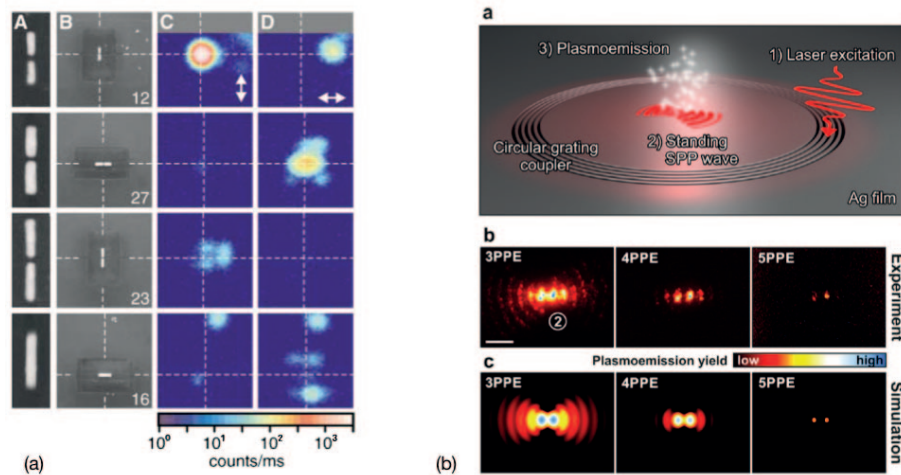 A
B
C
D
12
27
23
16
10⁰
10¹
10²
10³
counts/ms
(a)
a
3) Plasmoemission
1) Laser excitation
2) Standing
SPP wave
Circular grating
coupler
Ag film
b
3PPE
4PPE
5PPE
2
Experiment
Plasmoemission yield
low
high
c
3PPE
4PPE
5PPE
Simulation
(b)